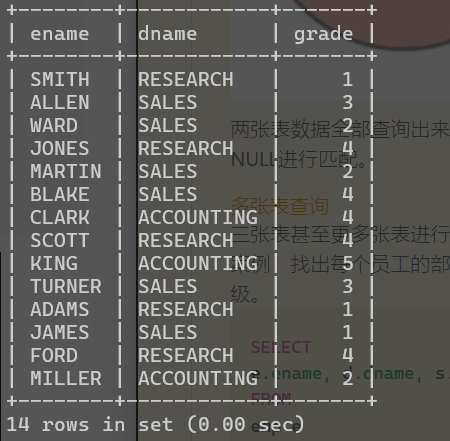 +--------+------------+-------+
| ename  | dname      | grade |
+--------+------------+-------+
| SMITH  | RESEARCH   |     1 |
| ALLEN  | SALES      |     3 |
| WARD   | SALES      |     2 |
| JONES  | RESEARCH   |     4 |
| MARTIN | SALES      |     2 |
| BLAKE  | SALES      |     4 |
| CLARK  | ACCOUNTING |     4 |
| SCOTT  | RESEARCH   |     4 |
| KING   | ACCOUNTING |     5 |
| TURNER | SALES      |     3 |
| ADAMS  | RESEARCH   |     1 |
| JAMES  | SALES      |     1 |
| FORD   | RESEARCH   |     4 |
| MILLER | ACCOUNTING |     2 |
+--------+------------+-------+
14 rows in set (0.00 sec)
两张表数据全部查询出来
NULL进行匹配。
多张表查询
三张表甚至更多张表进行
找出每个员工的部
级。
SELECT
e.ename, d.dname, s.
FROM